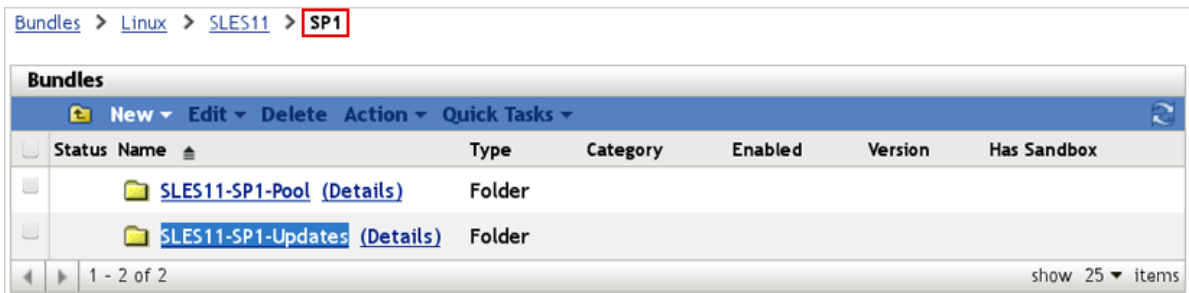 Bundles > Linux > SLES11 > SP1
Bundles
New Edit Delete Action Quick Tasks
Status Name Type Category Enabled Version Has Sandbox
SLES11-SP1-Pool (Details) Folder
SLES11-SP1-Updates (Details) Folder
1 - 2 of 2 show 25 items